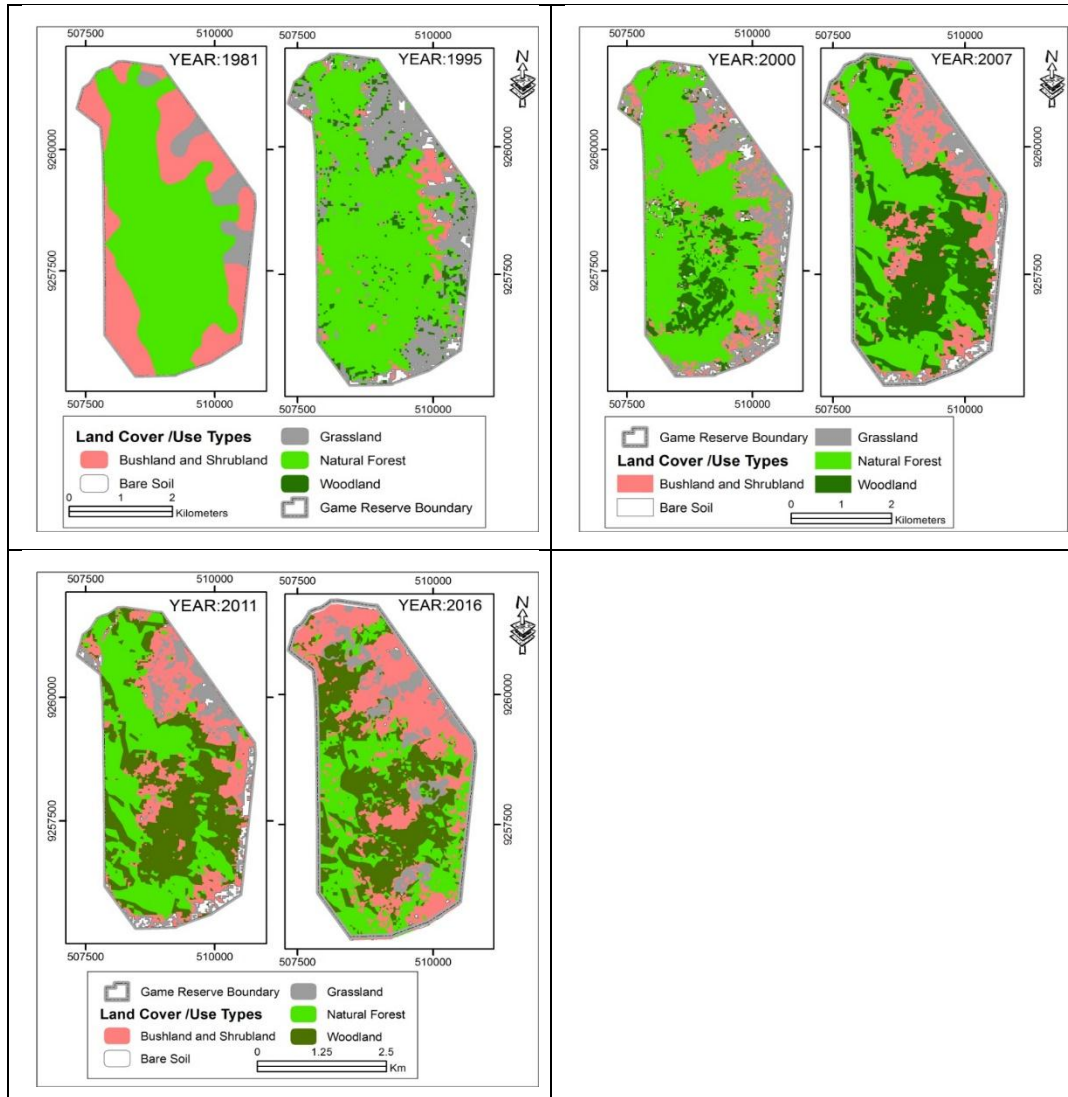 507500 510000 510000
YEAR:1981 YEAR:1995
N
9260000 9260000
9257500 9257500
507500 510000 507500 510000
Land Cover /Use Types
Bushland and Shrubland
Bare Soil
0 1 2
Kilometers
Grassland
Natural Forest
Woodland
Game Reserve Boundary
507500 510000 510000
YEAR:2000 YEAR:2007
N
9260000 9260000
9257500 9257500
507500 510000 507500 510000
Game Reserve Boundary
Land Cover /Use Types
Bushland and Shrubland
Bare Soil
Grassland
Natural Forest
Woodland
0 1 2
Kilometers
507500 510000 510000
YEAR:2011 YEAR:2016
N
9260000 9260000
9257500 9257500
507500 510000 507500 510000
Game Reserve Boundary
Land Cover /Use Types
Bushland and Shrubland
Bare Soil
Grassland
Natural Forest
Woodland
0 1.25 2.5
Km